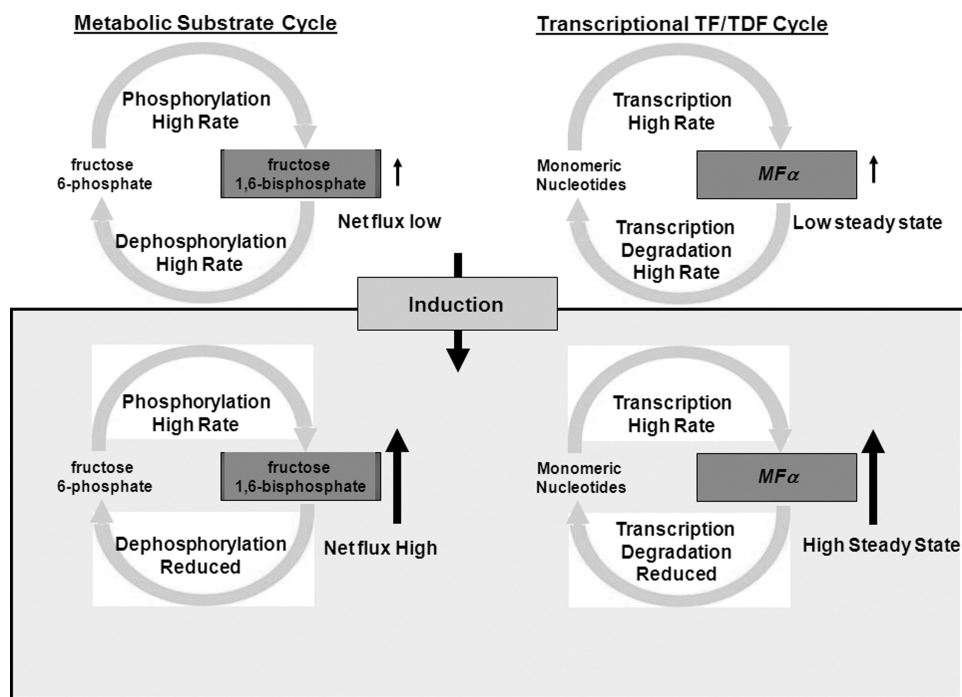 Metabolic Substrate Cycle
Phosphorylation
High Rate
fructose
6-phosphate
fructose
1,6-bisphosphate
Net flux low
Dephosphorylation
High Rate
Transcriptional TF/TDF Cycle
Transcription
High Rate
Monomeric
Nucleotides
MFα
Low steady state
Transcription
Degradation
High Rate
Induction
Phosphorylation
High Rate
fructose
6-phosphate
fructose
1,6-bisphosphate
Net flux High
Dephosphorylation
Reduced
Transcription
High Rate
Monomeric
Nucleotides
MFα
High Steady State
Transcription
Degradation
Reduced